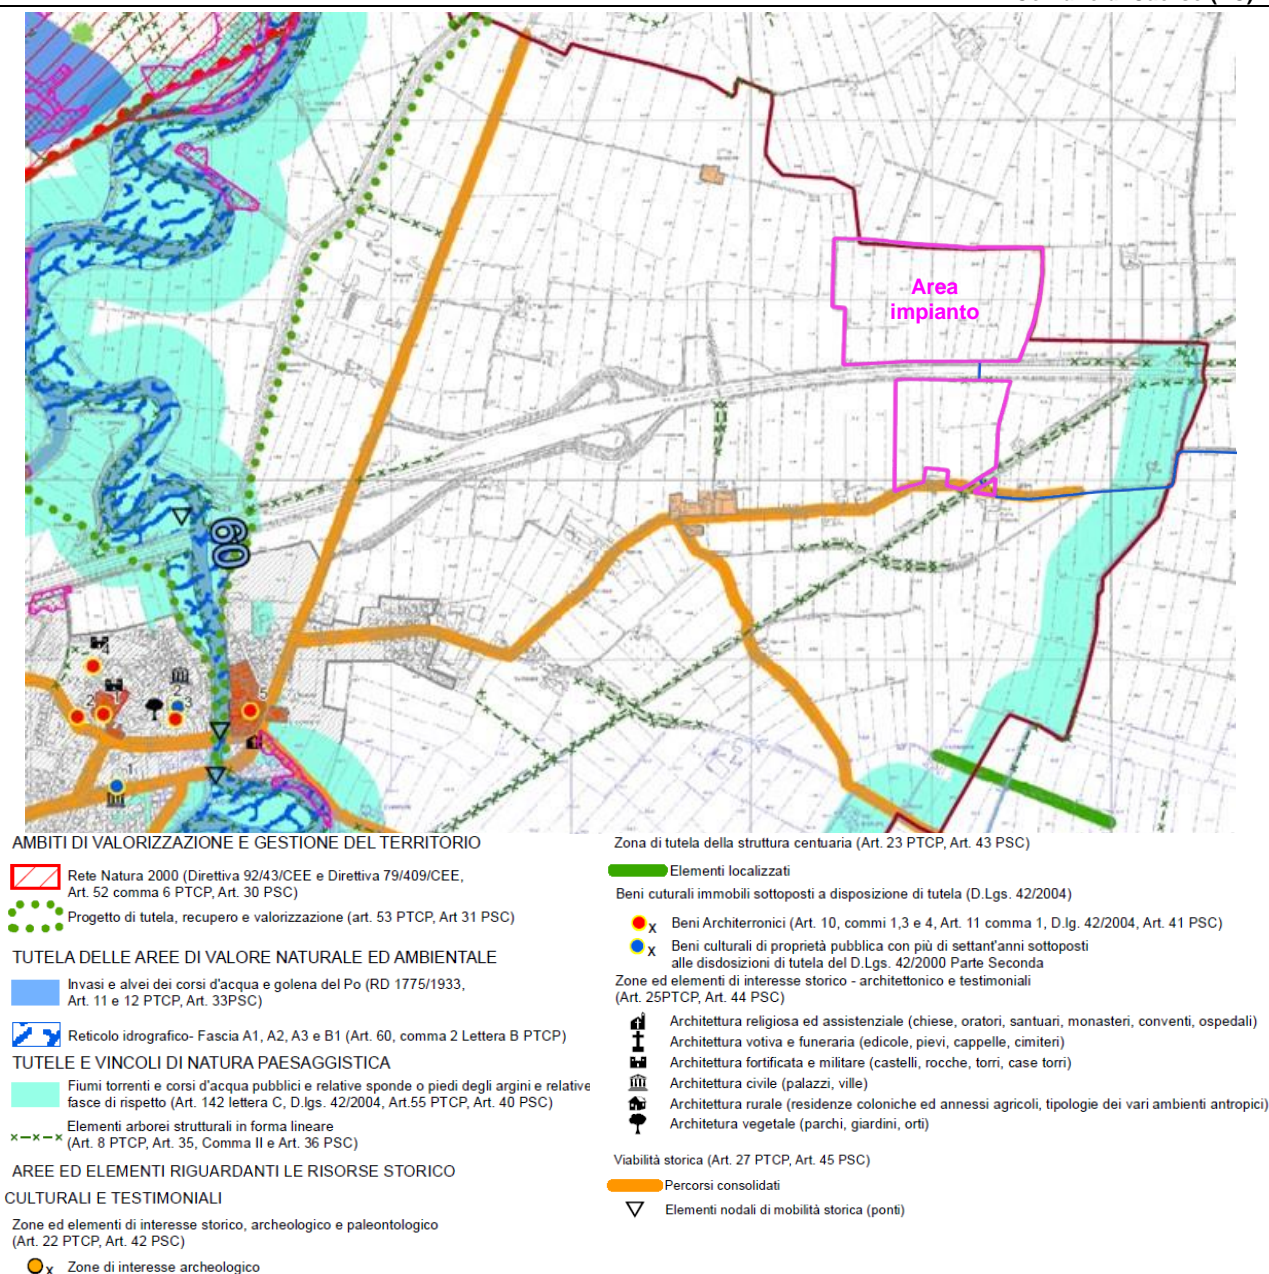 Area
impianto
4
1
2
2
3
5
1
AMBITI DI VALORIZZAZIONE E GESTIONE DEL TERRITORIO
Rete Natura 2000 (Direttiva 92/43/CEE e Direttiva 79/409/CEE,
Art. 52 comma 6 PTCP, Art. 30 PSC)
Progetto di tutela, recupero e valorizzazione (art. 53 PTCP, Art 31 PSC)
TUTELA DELLE AREE DI VALORE NATURALE ED AMBIENTALE
Invasi e alvei dei corsi d'acqua e golena del Po (RD 1775/1933,
Art. 11 e 12 PTCP, Art. 33PSC)
Reticolo idrografico- Fascia A1, A2, A3 e B1 (Art. 60, comma 2 Lettera B PTCP)
TUTELE E VINCOLI DI NATURA PAESAGGISTICA
Fiumi torrenti e corsi d'acqua pubblici e relative sponde o piedi degli argini e relative
fasce di rispetto (Art. 142 lettera C, D.lgs. 42/2004, Art.55 PTCP, Art. 40 PSC)
Elementi arborei strutturali in forma lineare
(Art. 8 PTCP, Art. 35, Comma II e Art. 36 PSC)
AREE ED ELEMENTI RIGUARDANTI LE RISORSE STORICO
CULTURALI E TESTIMONIALI
Zone ed elementi di interesse storico, archeologico e paleontologico
(Art. 22 PTCP, Art. 42 PSC)
x Zone di interesse archeologico
Zona di tutela della struttura centuaria (Art. 23 PTCP, Art. 43 PSC)
Elementi localizzati
Beni cuturali immobili sottoposti a disposizione di tutela (D.Lgs. 42/2004)
x Beni Architerronici (Art. 10, commi 1,3 e 4, Art. 11 comma 1, D.lg. 42/2004, Art. 41 PSC)
x Beni culturali di proprietà pubblica con più di settant'anni sottoposti
alle disdosizioni di tutela del D.Lgs. 42/2000 Parte Seconda
Zone ed elementi di interesse storico - architettonico e testimoniali
(Art. 25PTCP, Art. 44 PSC)
Architettura religiosa ed assistenziale (chiese, oratori, santuari, monasteri, conventi, ospedali)
Architettura votiva e funeraria (edicole, pievi, cappelle, cimiteri)
Architettura fortificata e militare (castelli, rocche, torri, case torri)
Architettura civile (palazzi, ville)
Architettura rurale (residenze coloniche ed annessi agricoli, tipologie dei vari ambienti antropici)
Architetura vegetale (parchi, giardini, orti)
Viabilità storica (Art. 27 PTCP, Art. 45 PSC)
Percorsi consolidati
Elementi nodali di mobilità storica (ponti)